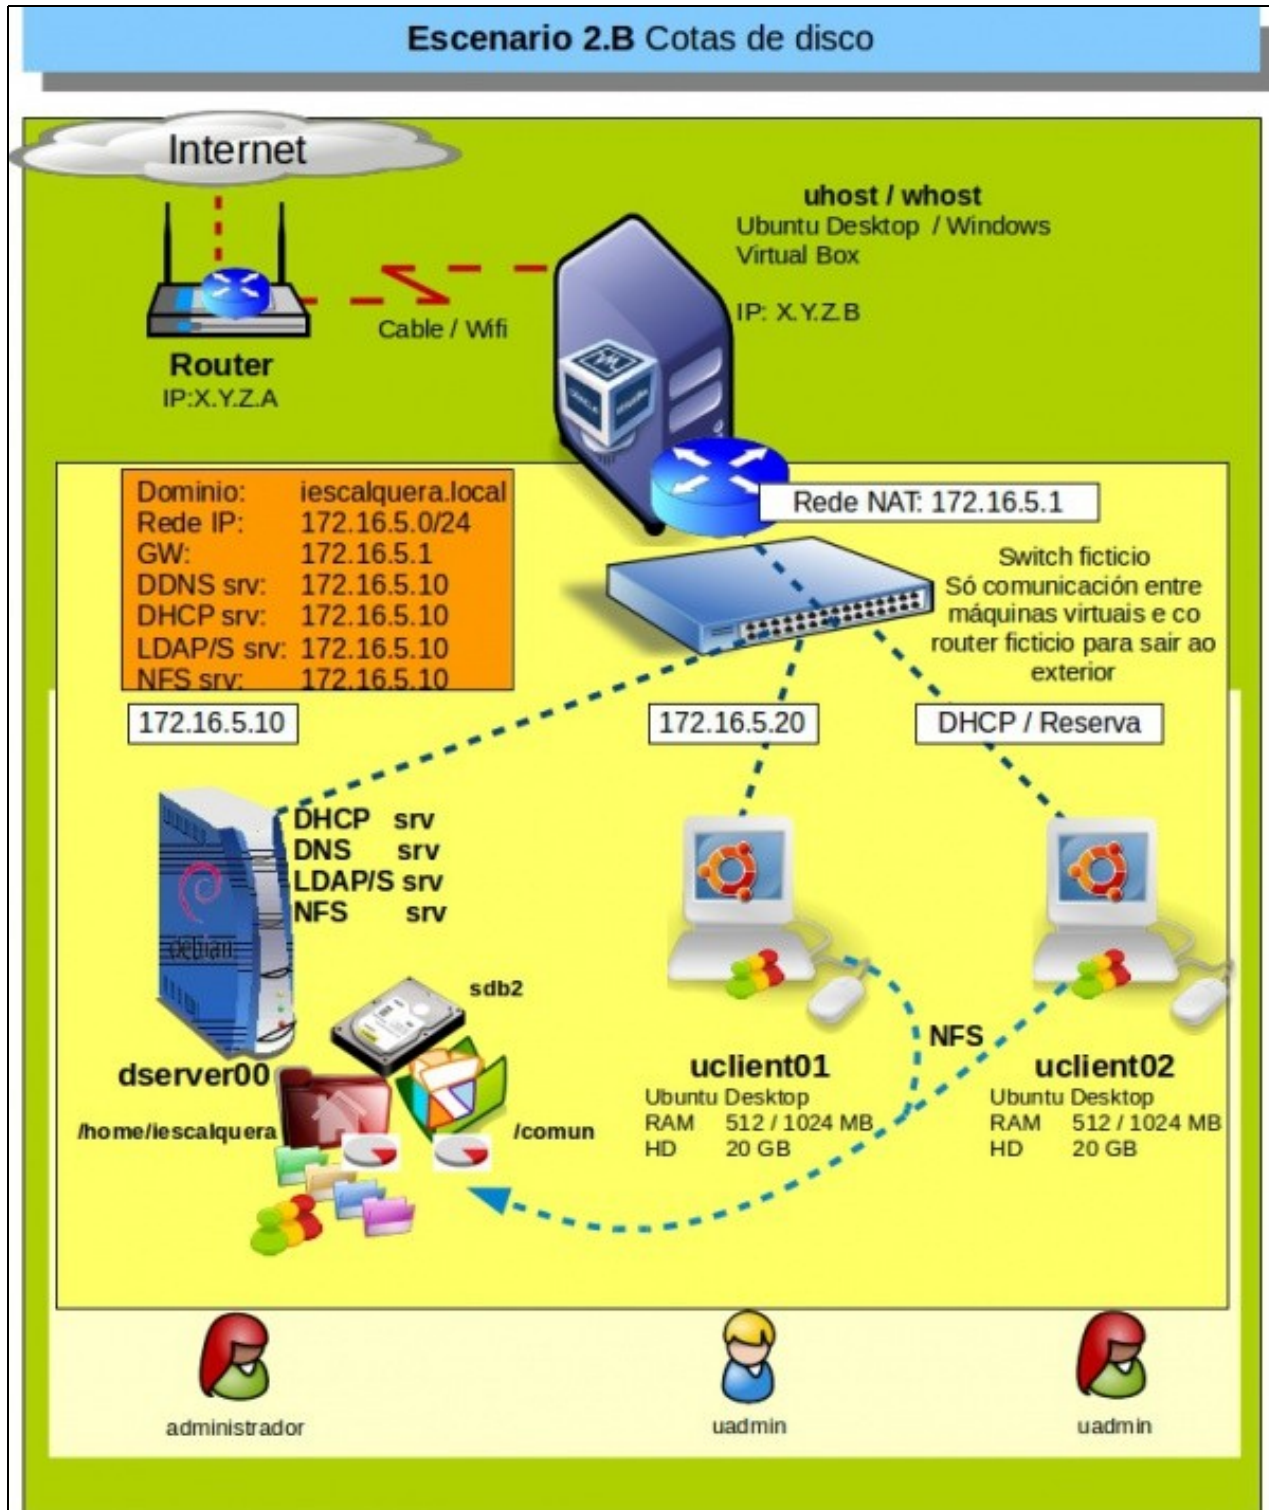 Escenario 2.B Cotas de disco
Internet
uhost / whost
Ubuntu Desktop / Windows
Virtual Box
IP: X.Y.Z.B
Cable / Wifi
Router
IP:X.Y.Z.A
ORACLE
Dominio: iescalquera.local
Rede IP: 172.16.5.0/24
GW: 172.16.5.1
DDNS srv: 172.16.5.10
DHCP srv: 172.16.5.10
LDAP/S srv: 172.16.5.10
NFS srv: 172.16.5.10
Rede NAT: 172.16.5.1
Switch ficticio
Só comunicación entre
máquinas virtuais e co
router ficticio para sair ao
exterior
172.16.5.10
172.16.5.20
DHCP / Reserva
DHCP srv
DNS srv
LDAP/S srv
NFS srv
debian
sdb2
dserver00
/home/iescalquera
/comun
NFS
uclient01
Ubuntu Desktop
RAM 512 / 1024 MB
HD 20 GB
uclient02
Ubuntu Desktop
RAM 512 / 1024 MB
HD 20 GB
administrador
uadmin
uadmin